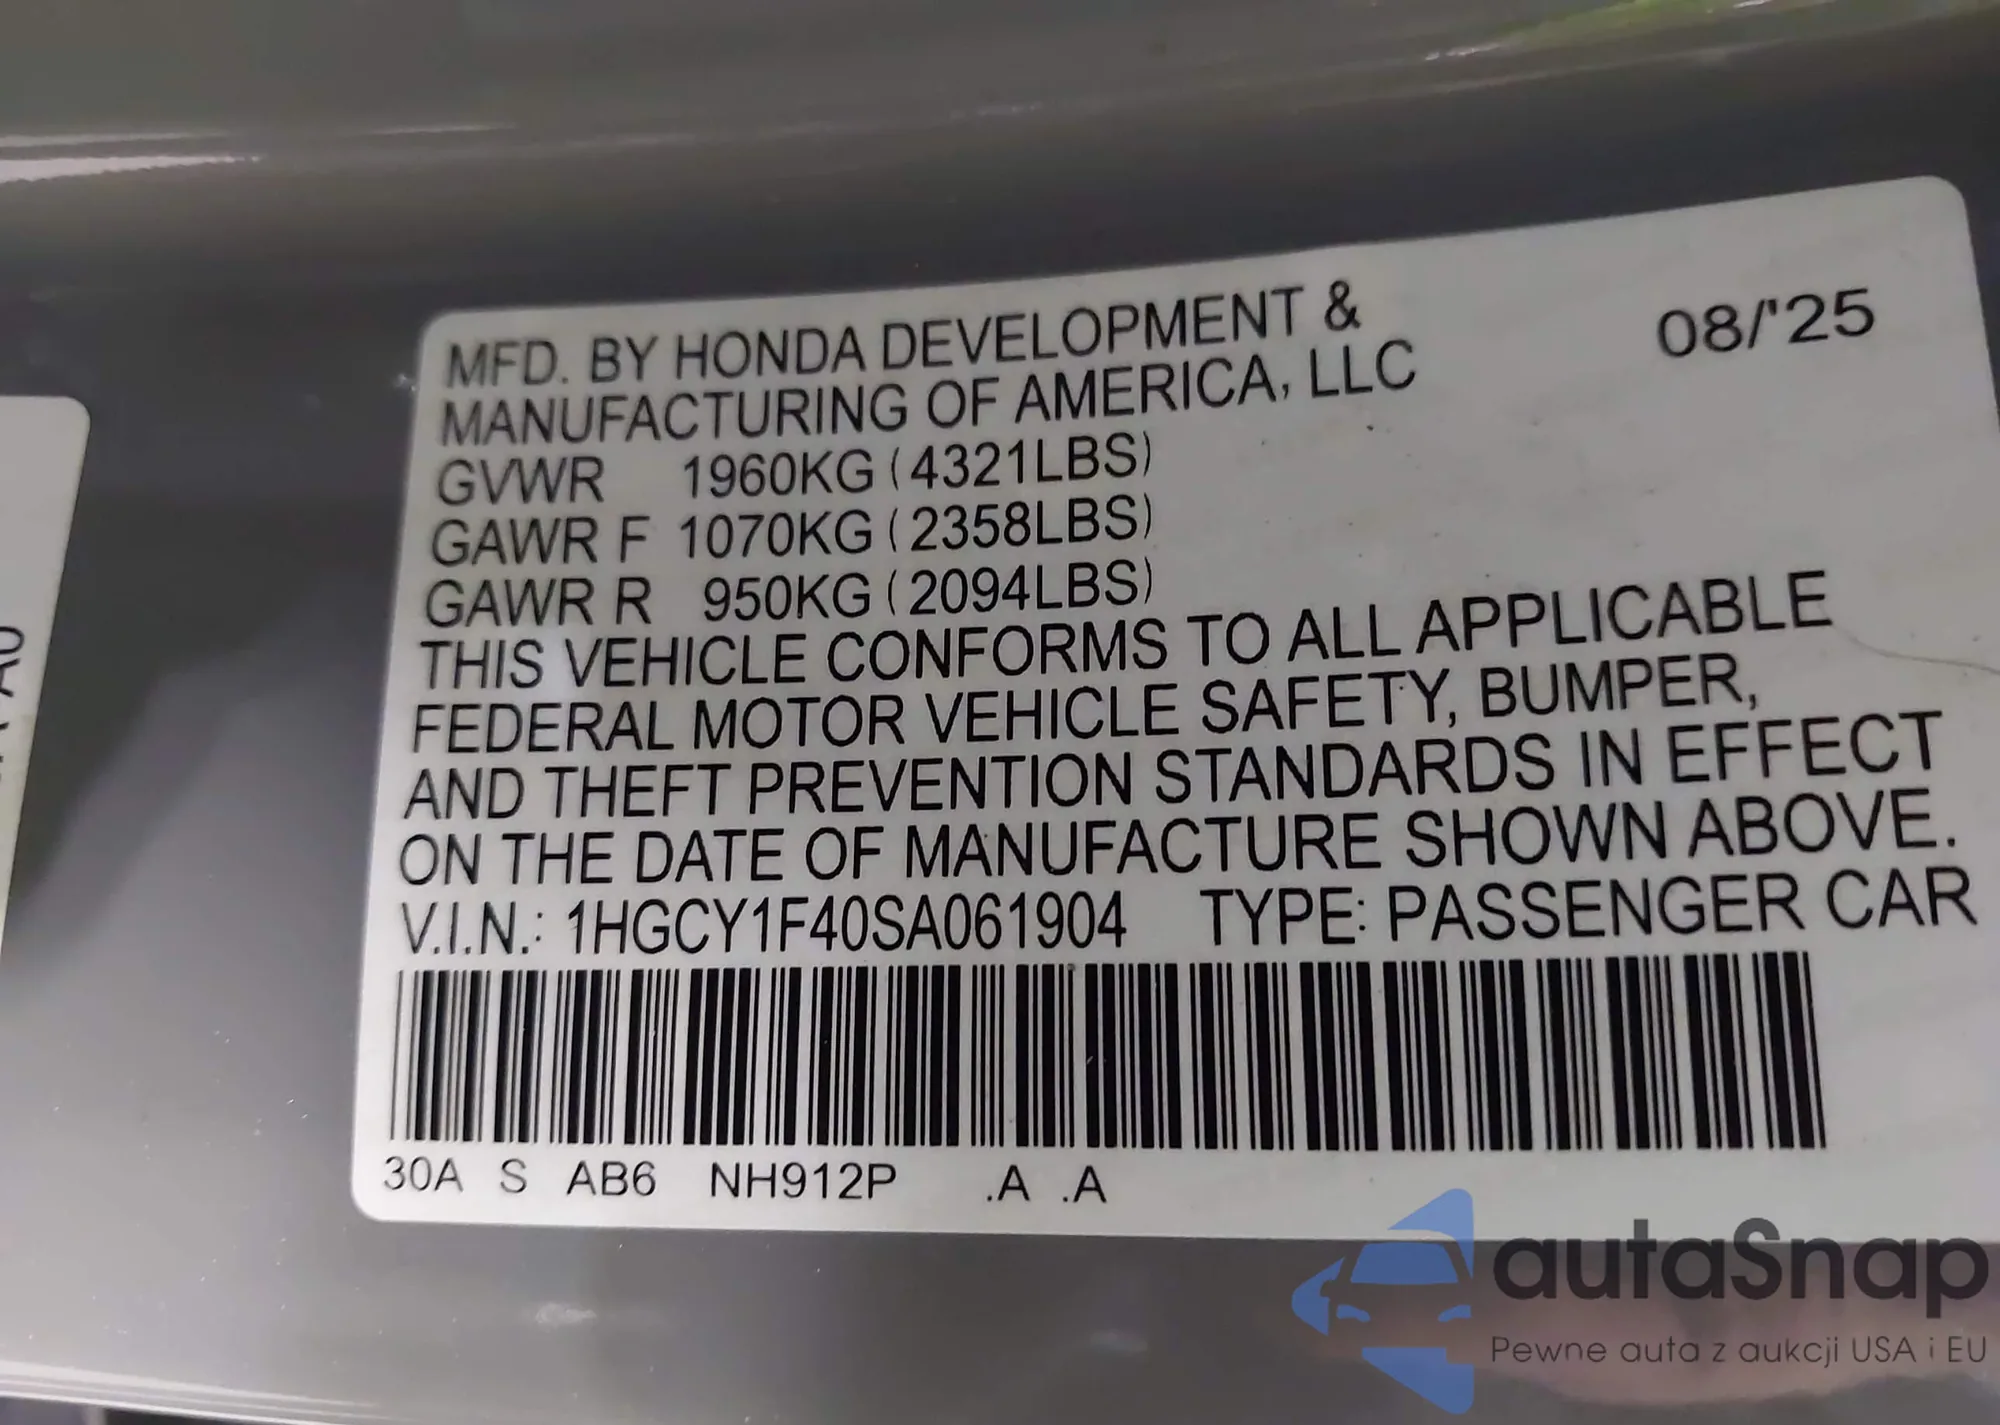 MFD. BY HONDA DEVELOPMENT &
MANUFACTURING OF AMERICA, LLC
08/'25
GVWR 1960KG (4321LBS)
GAWR F 1070KG (2358LBS)
GAWR R 950KG (2094LBS)
THIS VEHICLE CONFORMS TO ALL APPLICABLE
FEDERAL MOTOR VEHICLE SAFETY, BUMPER,
AND THEFT PREVENTION STANDARDS IN EFFECT
ON THE DATE OF MANUFACTURE SHOWN ABOVE.
V.I.N.: 1HGCY1F40SA061904 TYPE: PASSENGER CAR
30A S AB6 NH912P .A .A
autaSnap
Pewne auta z aukcji USA i EU